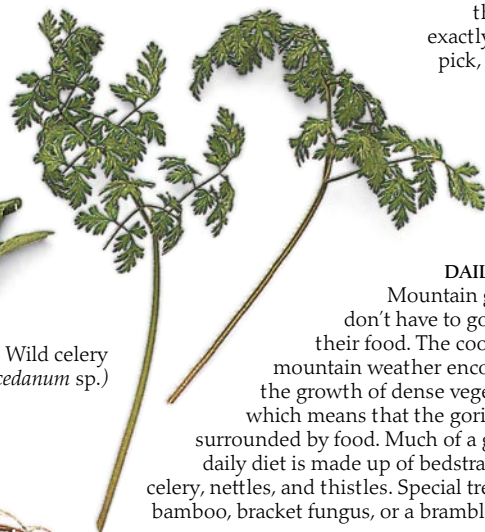 th
exactly
pick,
DAIL
Mountain g
don't have to go
their food. The coo
mountain weather enco
the growth of dense vege
which means that the gori
surrounded by food. Much of a g
daily diet is made up of bedstra
celery, nettles, and thistles. Special tre
bamboo, bracket fungus, or a brambl
Wild celery
cedanum sp.)